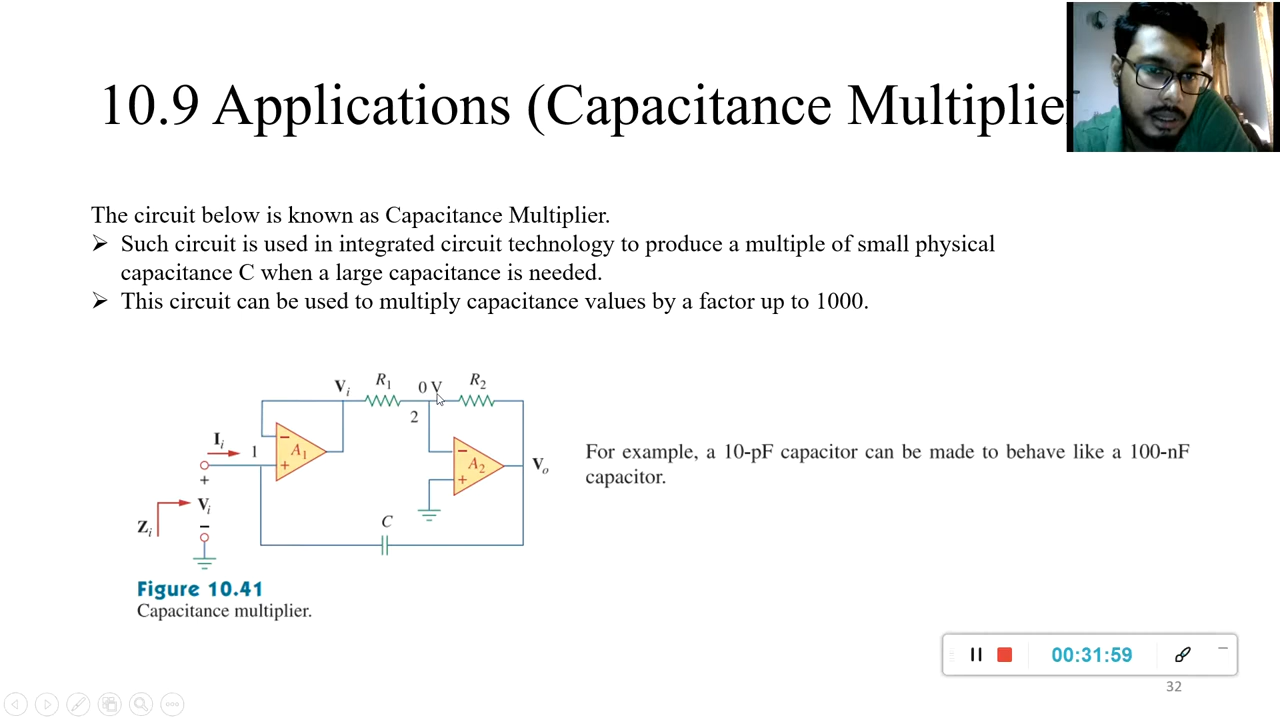 10.9 Applications (Capacitance Multiplie
The circuit below is known as Capacitance Multiplier.
➢ Such circuit is used in integrated circuit technology to produce a multiple of small physical
capacitance C when a large capacitance is needed.
➢ This circuit can be used to multiply capacitance values by a factor up to 1000.
Vi R1 0 V R2
2
Ii 1 − A1 +
− A2 + Vo
+ Vi −
Zi
C
For example, a 10-pF capacitor can be made to behave like a 100-nF
capacitor.
Figure 10.41
Capacitance multiplier.
00:31:59
32